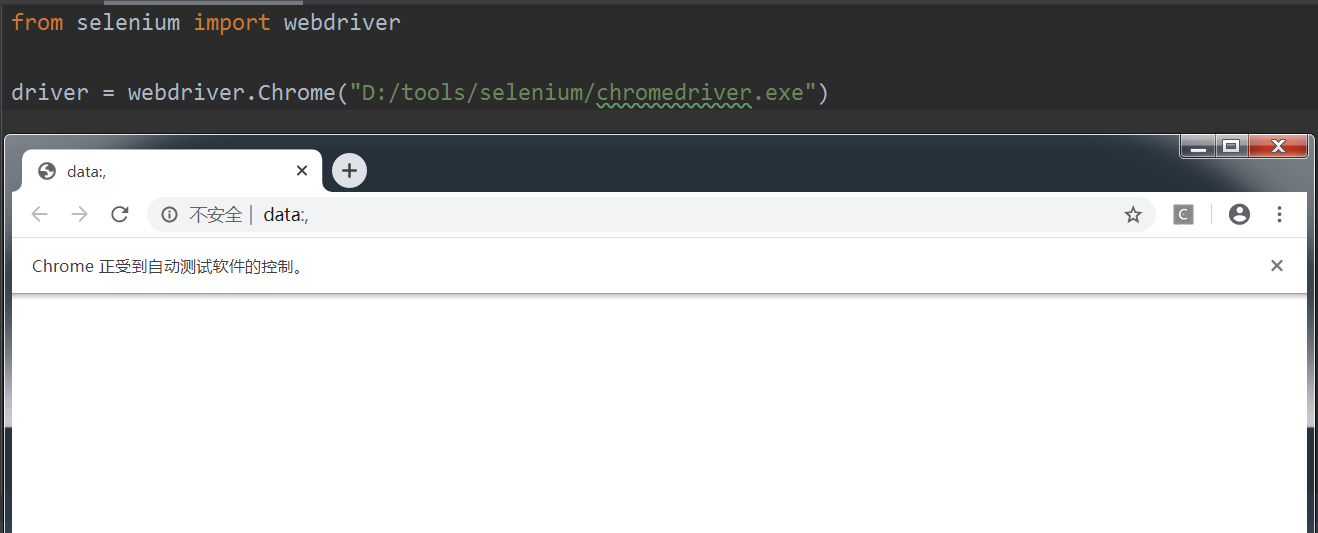 from selenium import webdriver
driver = webdriver.Chrome("D:/tools/selenium/chromedriver.exe")
data:,
不安全 | data:,
C
Chrome 正受到自动测试软件的控制。